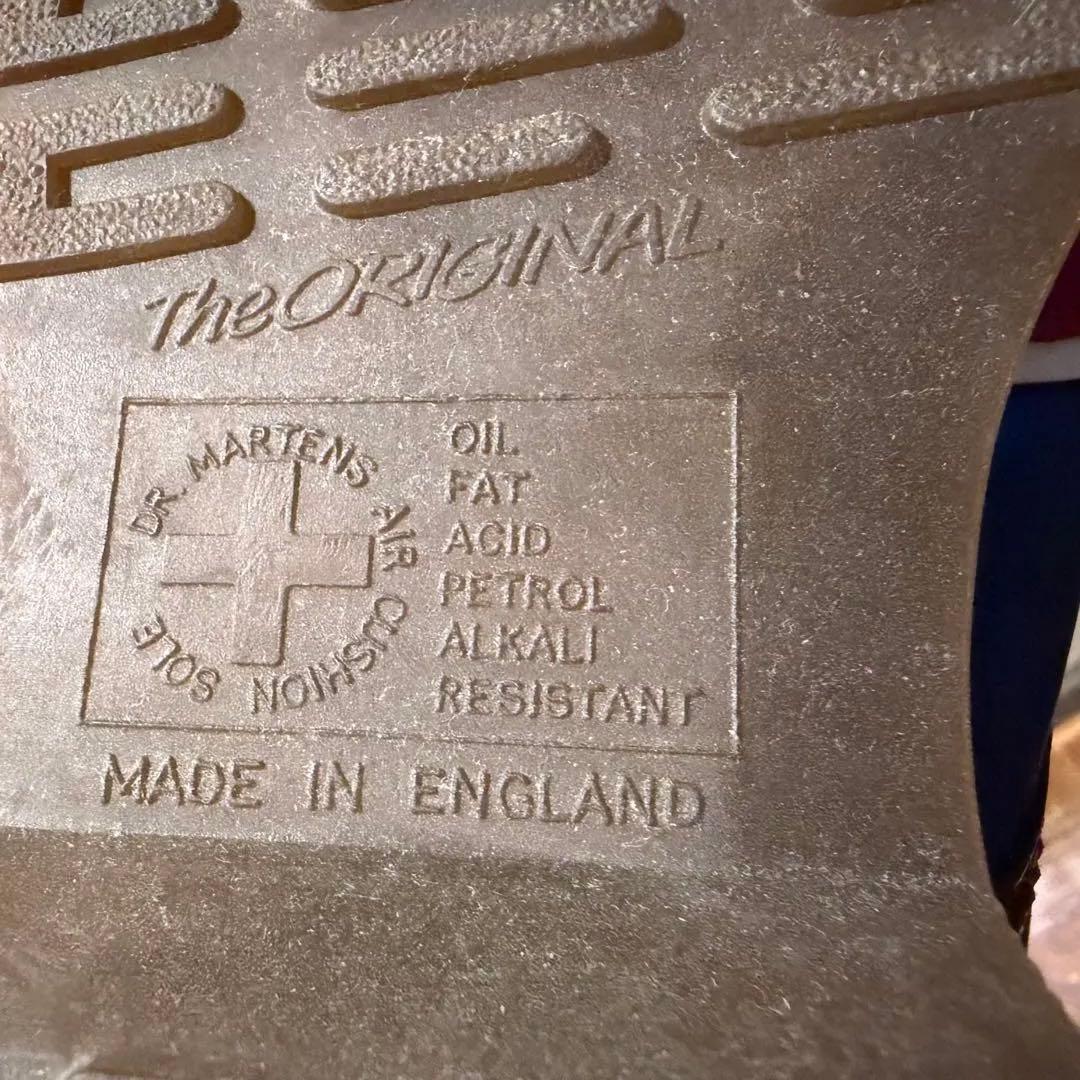 The ORIGINAL
DR. MARTENS AIR CUSHION SOLE
OIL
FAT
ACID
PETROL
ALKALI
RESISTANT
MADE IN ENGLAND